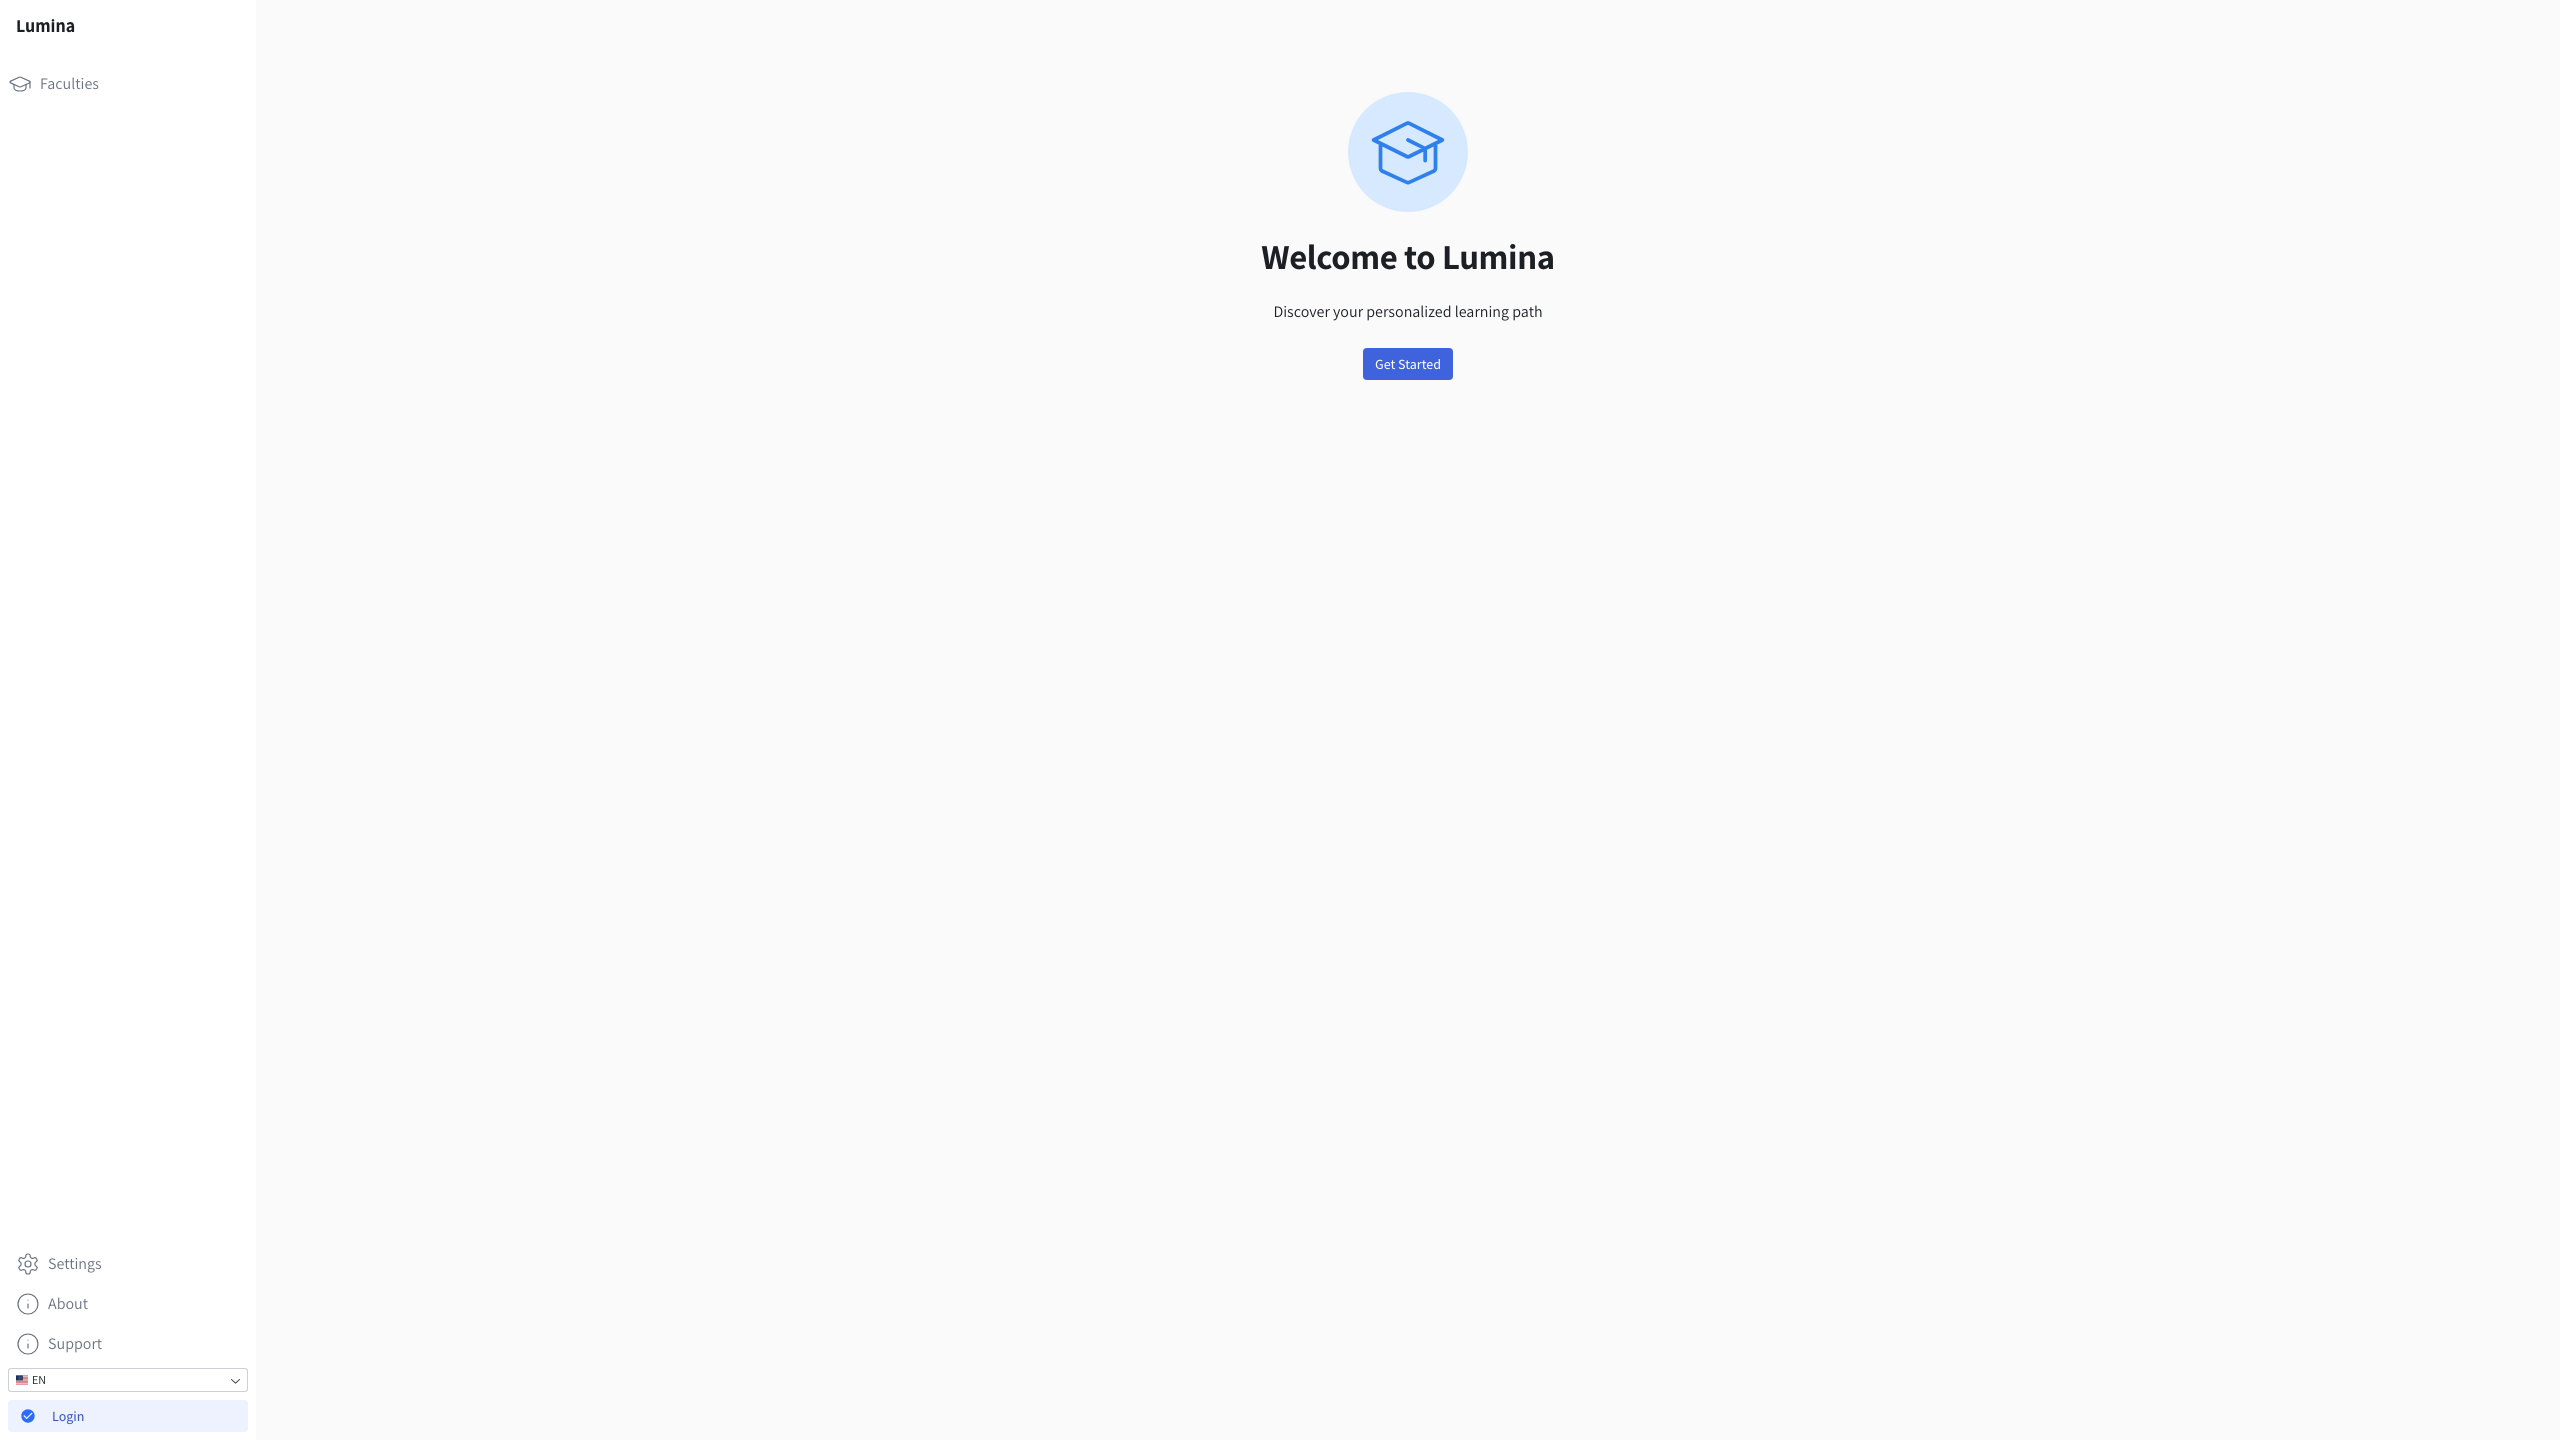 Lumina
Faculties
Welcome to Lumina
Discover your personalized learning path
Get Started
Settings
About
Support
EN
Login